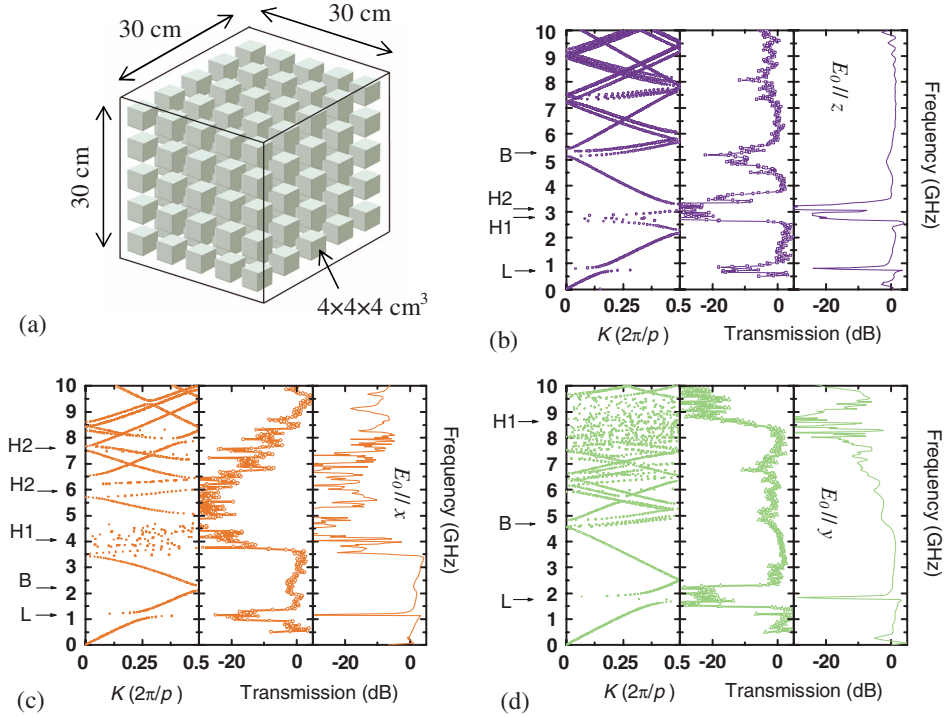 (a)
30 cm
30 cm
30 cm
4×4×4 cm³
(b)
10
9
8
7
6
5
4
3
2
1
0
B
H2
H1
L
E₀// z
0 0.25 0.5 -20 0 -20 0
K (2π/p) Transmission (dB)
Frequency (GHz)
(c)
10
9
8
7
6
5
4
3
2
1
0
H2
H2
H1
B
L
E₀// x
0 0.25 0.5 -20 0 -20 0
K (2π/p) Transmission (dB)
Frequency (GHz)
(d)
10
9
8
7
6
5
4
3
2
1
0
H1
B
L
E₀// y
0 0.25 0.5 -20 0 -20 0
K (2π/p) Transmission (dB)
Frequency (GHz)